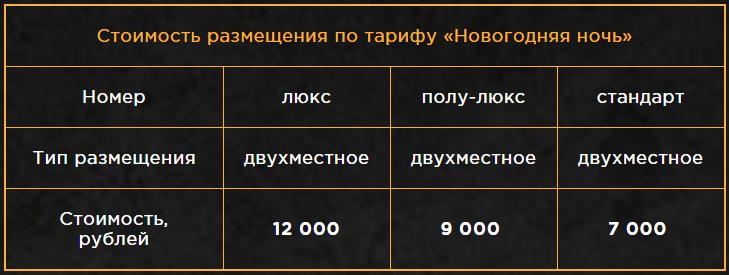 Стоимость размещения по тарифу «Новогодняя ночь»
Номер люкс полу-люкс стандарт
Тип размещения двухместное двухместное двухместное
Стоимость,
рублей 12 000 9 000 7 000